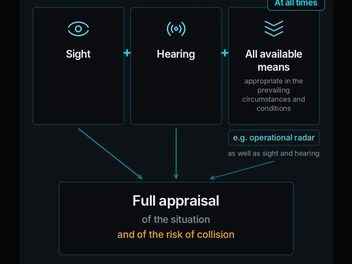 At all times
Sight
+
Hearing
+
All available
means
appropriate in the
prevailing
circumstances and
conditions
e.g. operational radar
as well as sight and hearing
Full appraisal
of the situation
and of the risk of collision